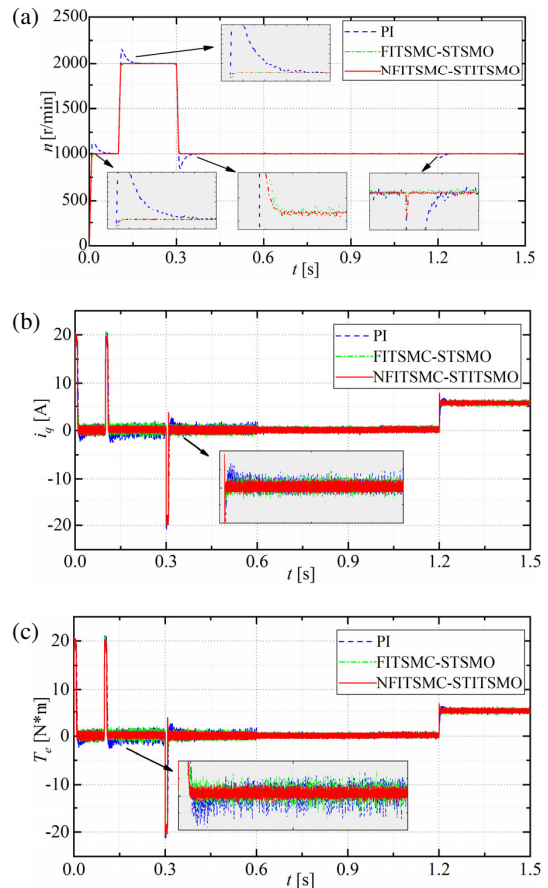 (a)
2500
2000
1500
1000
500
0
n [r/min]
PI
FITSMC-STSMO
NFITSMC-STITSMO
0.0 0.3 0.6 0.9 1.2 1.5
t [s]
(b)
20
10
0
-10
-20
i_q [A]
PI
FITSMC-STSMO
NFITSMC-STITSMO
0.0 0.3 0.6 0.9 1.2 1.5
t [s]
(c)
20
10
0
-10
-20
T_e [N*m]
PI
FITSMC-STSMO
NFITSMC-STITSMO
0.0 0.3 0.6 0.9 1.2 1.5
t [s]